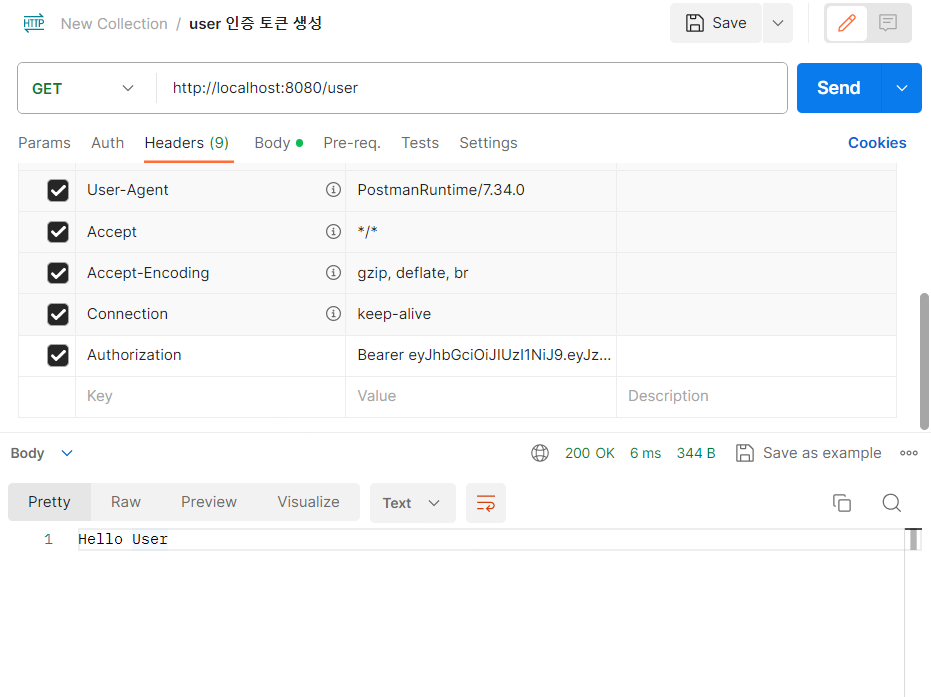 HTTP New Collection / user 인증 토큰 생성 Save
GET http://localhost:8080/user Send
Params Auth Headers (9) Body Pre-req. Tests Settings Cookies
User-Agent PostmanRuntime/7.34.0
Accept */*
Accept-Encoding gzip, deflate, br
Connection keep-alive
Authorization Bearer eyJhbGciOiJIUzI1NiJ9.eyJz...
Key Value Description
Body 200 OK 6 ms 344 B Save as example
Pretty Raw Preview Visualize Text
1 Hello User